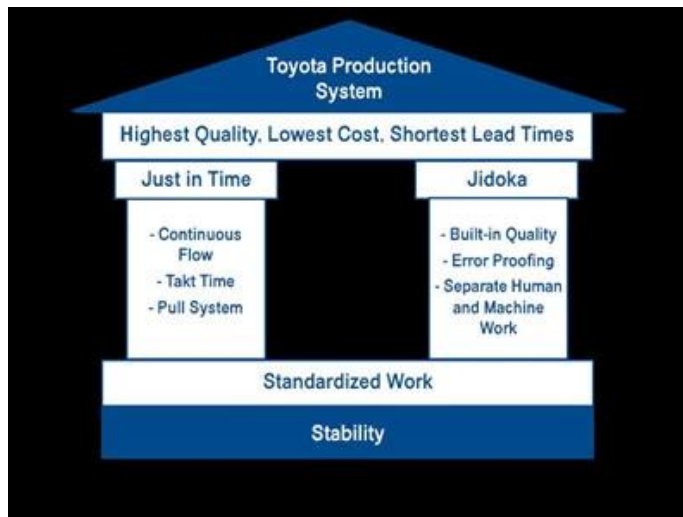 Toyota Production
System
Highest Quality, Lowest Cost, Shortest Lead Times
Just in Time
Jidoka
- Continuous
Flow
- Takt Time
- Pull System
- Built-in Quality
- Error Proofing
- Separate Human
and Machine
Work
Standardized Work
Stability